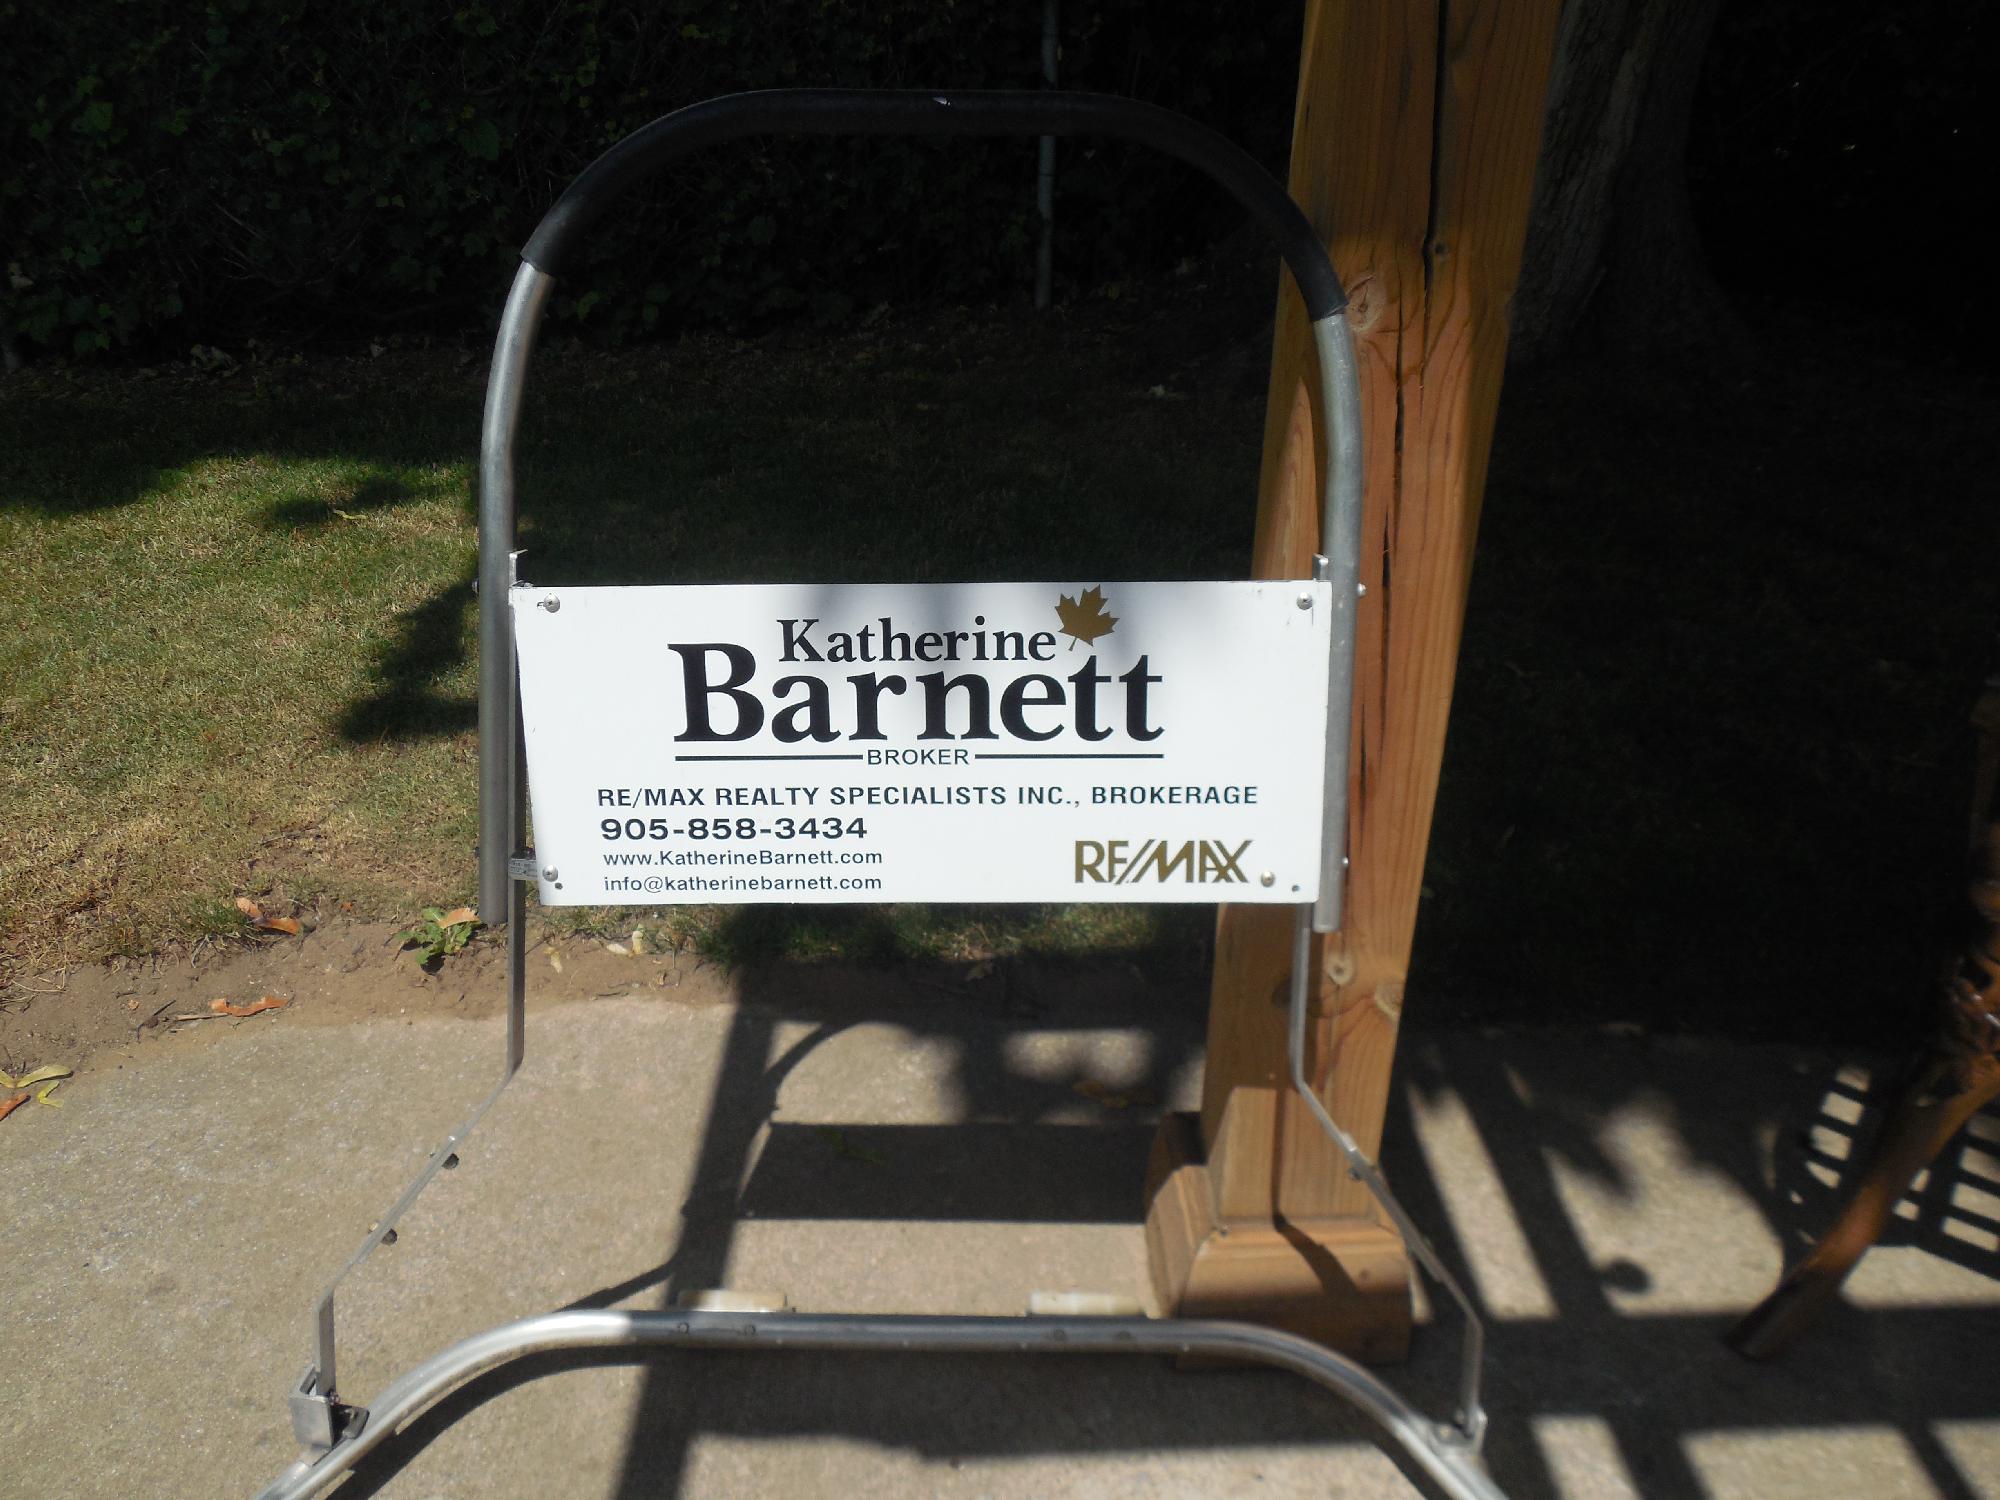 Katherine
Barnett
BROKER
RE/MAX REALTY SPECIALISTS INC., BROKERAGE
905-858-3434
www.KatherineBarnett.com
info@katherinebarnett.com
RE/MAX